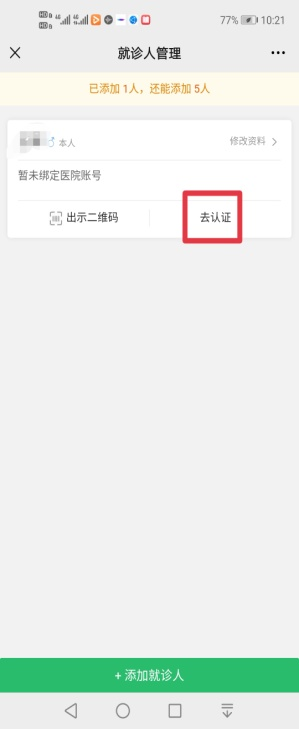 77% 10:21
就诊人管理
已添加 1人，还能添加 5人
本人 修改资料
暂未绑定医院账号
出示二维码 去认证
+ 添加就诊人